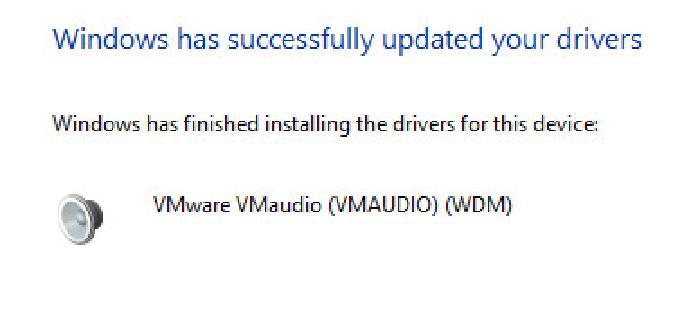 Windows has successfully updated your drivers
Windows has finished installing the drivers for this device:
VMware VMaudio (VMAUDIO) (WDM)